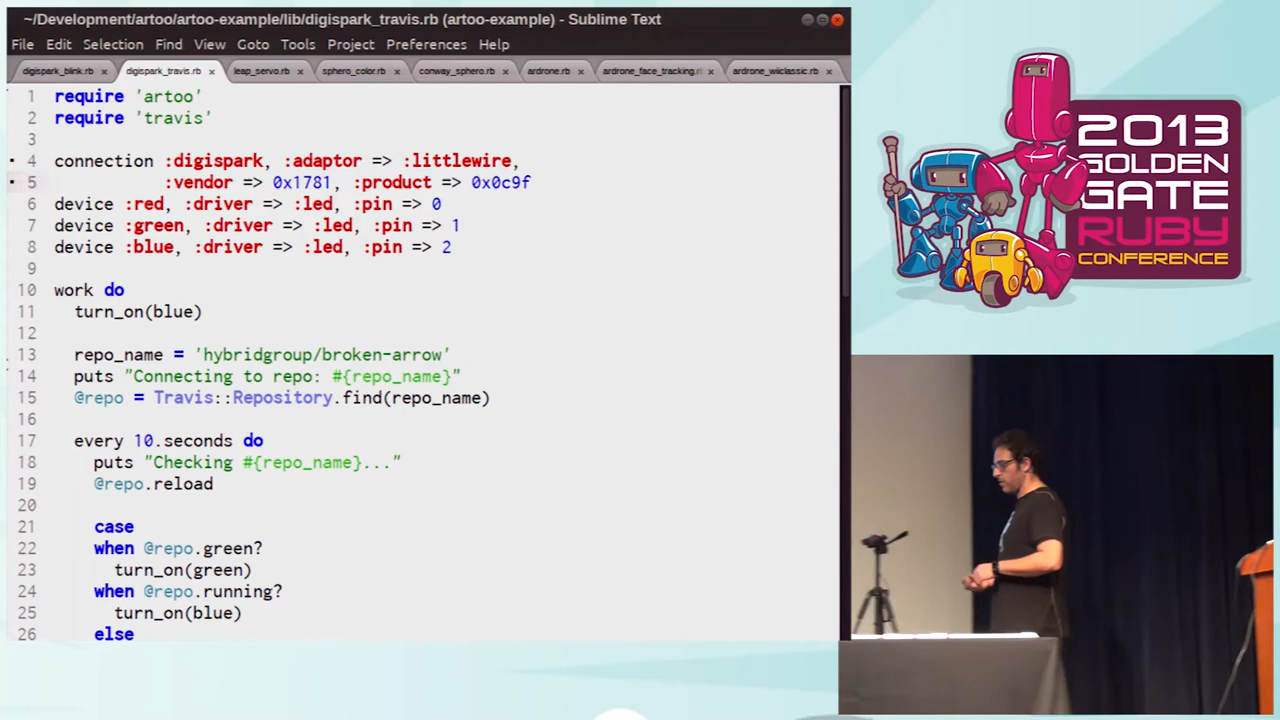 ~/Development/artoo/artoo-example/lib/digispark_travis.rb (artoo-example) - Sublime Text
File Edit Selection Find View Goto Tools Project Preferences Help
digispark_blink.rb × digispark_travis.rb × leap_servo.rb × sphero_color.rb × conway_sphero.rb × ardrone.rb × ardrone_face_tracking.r × ardrone_wiiclassic.rb ×
1 require 'artoo'
2 require 'travis'
3
4 connection :digispark, :adaptor => :littlewire,
5 :vendor => 0x1781, :product => 0x0c9f
6 device :red, :driver => :led, :pin => 0
7 device :green, :driver => :led, :pin => 1
8 device :blue, :driver => :led, :pin => 2
9
10 work do
11 turn_on(blue)
12
13 repo_name = 'hybridgroup/broken-arrow'
14 puts "Connecting to repo: #{repo_name}"
15 @repo = Travis::Repository.find(repo_name)
16
17 every 10.seconds do
18 puts "Checking #{repo_name}..."
19 @repo.reload
20
21 case
22 when @repo.green?
23 turn_on(green)
24 when @repo.running?
25 turn_on(blue)
26 else
2013
GOLDEN
GATE
RUBY
CONFERENCE